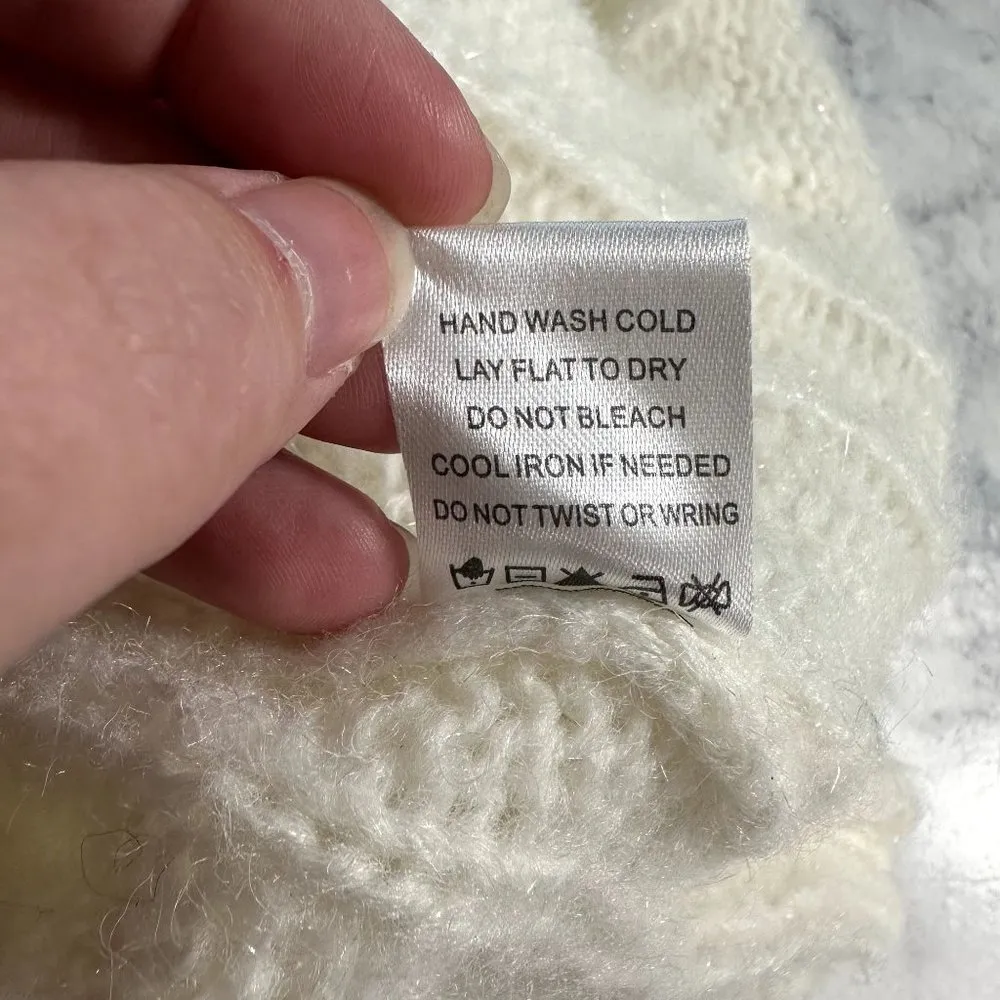 HAND WASH COLD
LAY FLAT TO DRY
DO NOT BLEACH
COOL IRON IF NEEDED
DO NOT TWIST OR WRING